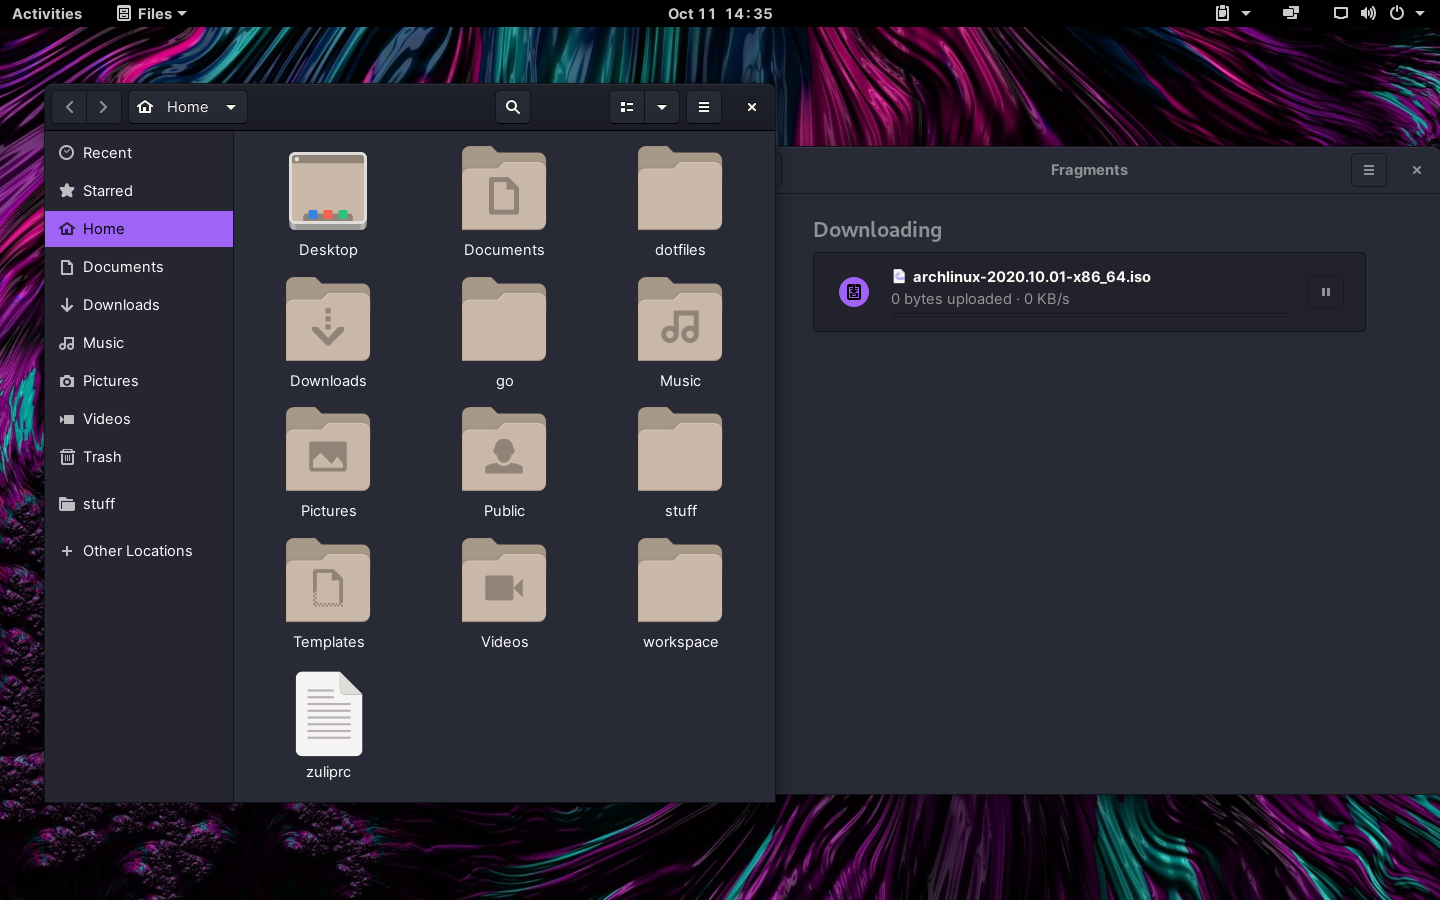 Activities
Files
Oct 11 14:35
Home
Recent
Starred
Home
Documents
Downloads
Music
Pictures
Videos
Trash
stuff
Other Locations
Desktop
Documents
dotfiles
Downloads
go
Music
Pictures
Public
stuff
Templates
Videos
workspace
zuliprc
Fragments
Downloading
archlinux-2020.10.01-x86_64.iso
0 bytes uploaded · 0 KB/s